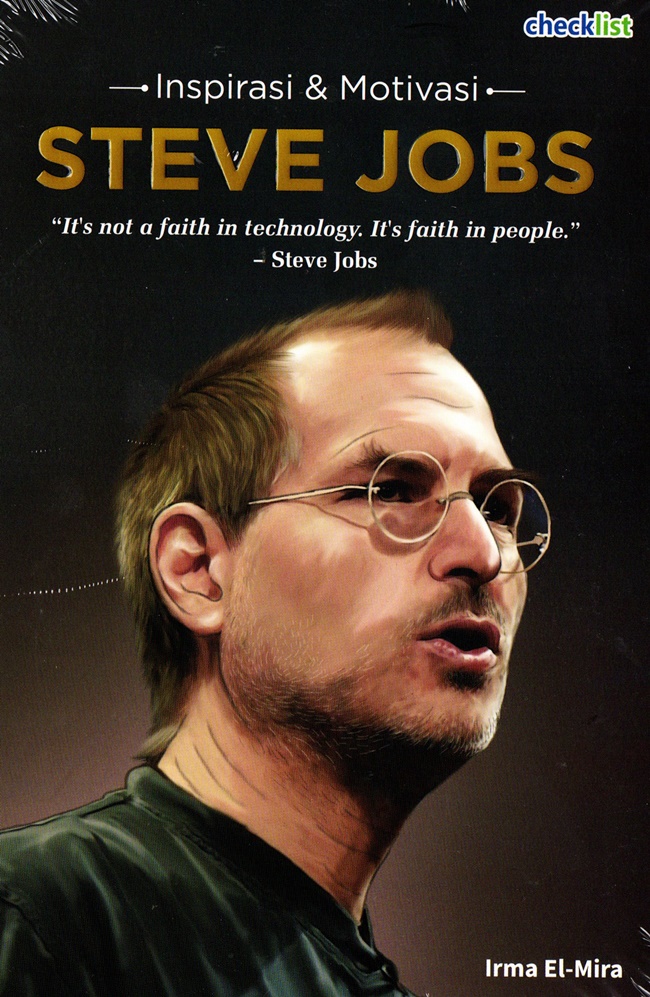 checklist
Inspirasi & Motivasi
STEVE JOBS
“It's not a faith in technology. It's faith in people.”
– Steve Jobs
Irma El-Mira